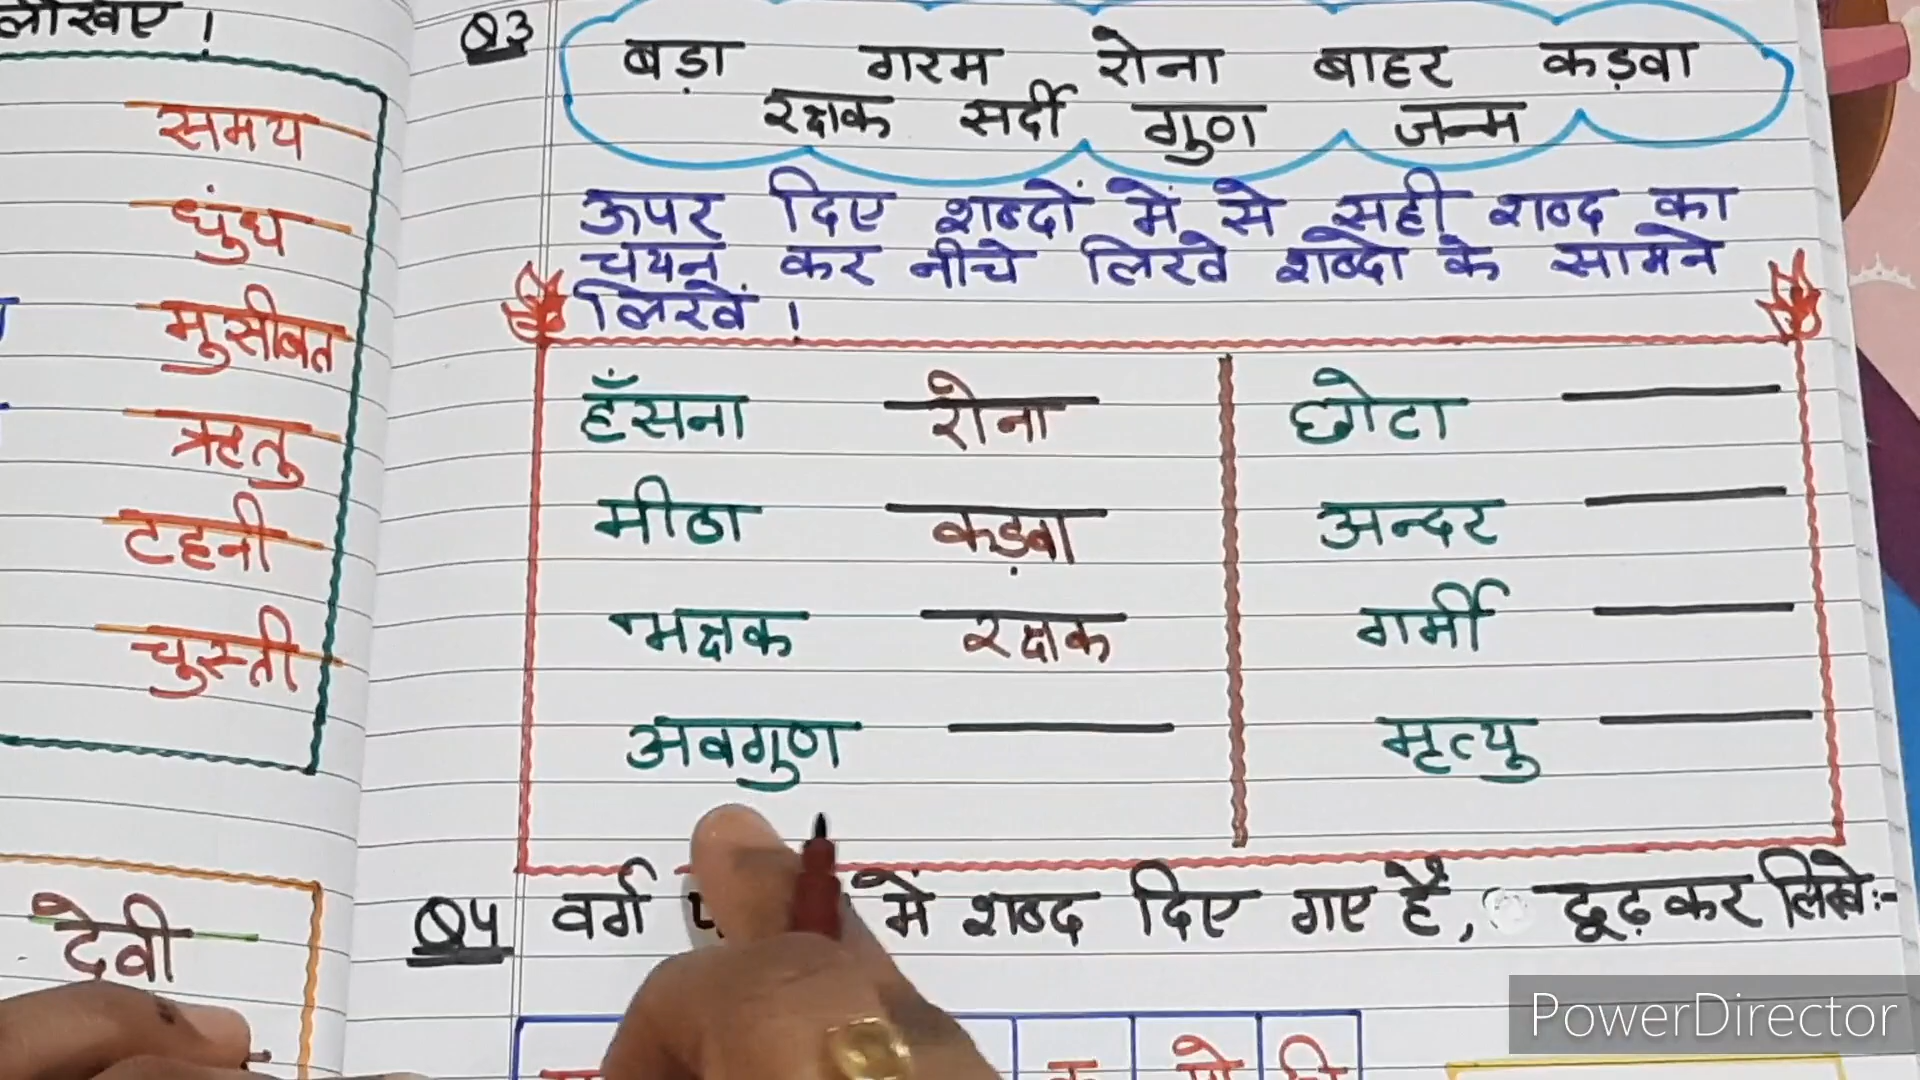 लिखिए ।
समय
धुंध
मुसीबत
ऋतु
टहनी
चुस्ती
देवी
Q3
बड़ा गरम रोना बाहर कड़वा
रक्षक सर्दी गुण जन्म
ऊपर दिए शब्दों में से सही शब्द का
चयन कर नीचे लिखे शब्दो के सामने
लिखें ।
हँसना रोना छोटा
मीठा कड़वा अन्दर
भक्षक रक्षक गर्मी
अवगुण मृत्यु
Q4 वर्ग में शब्द दिए गए है, ढूढ़कर लिखे:-
PowerDirector